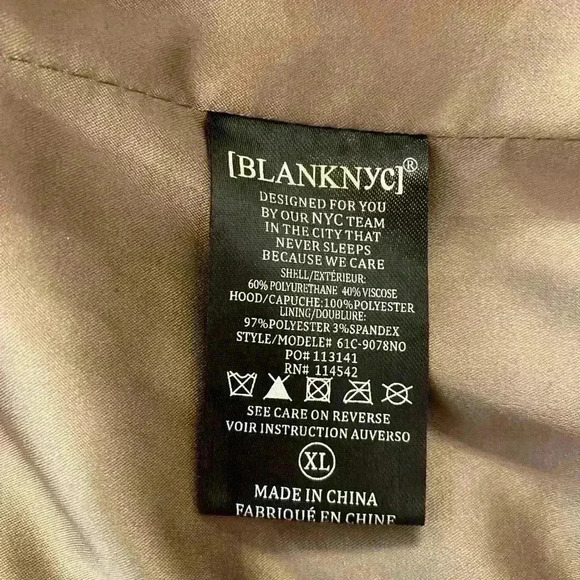 [BLANKNYC]®
DESIGNED FOR YOU
BY OUR NYC TEAM
IN THE CITY THAT
NEVER SLEEPS
BECAUSE WE CARE
SHELL/EXTÉRIEUR:
60% POLYURETHANE 40% VISCOSE
HOOD/CAPUCHE:100%POLYESTER
LINING/DOUBLURE:
97%POLYESTER 3%SPANDEX
STYLE/MODELE# 61C-9078NO
PO# 113141
RN# 114542
SEE CARE ON REVERSE
VOIR INSTRUCTION AUVERSO
XL
MADE IN CHINA
FABRIQUÉ EN CHINE